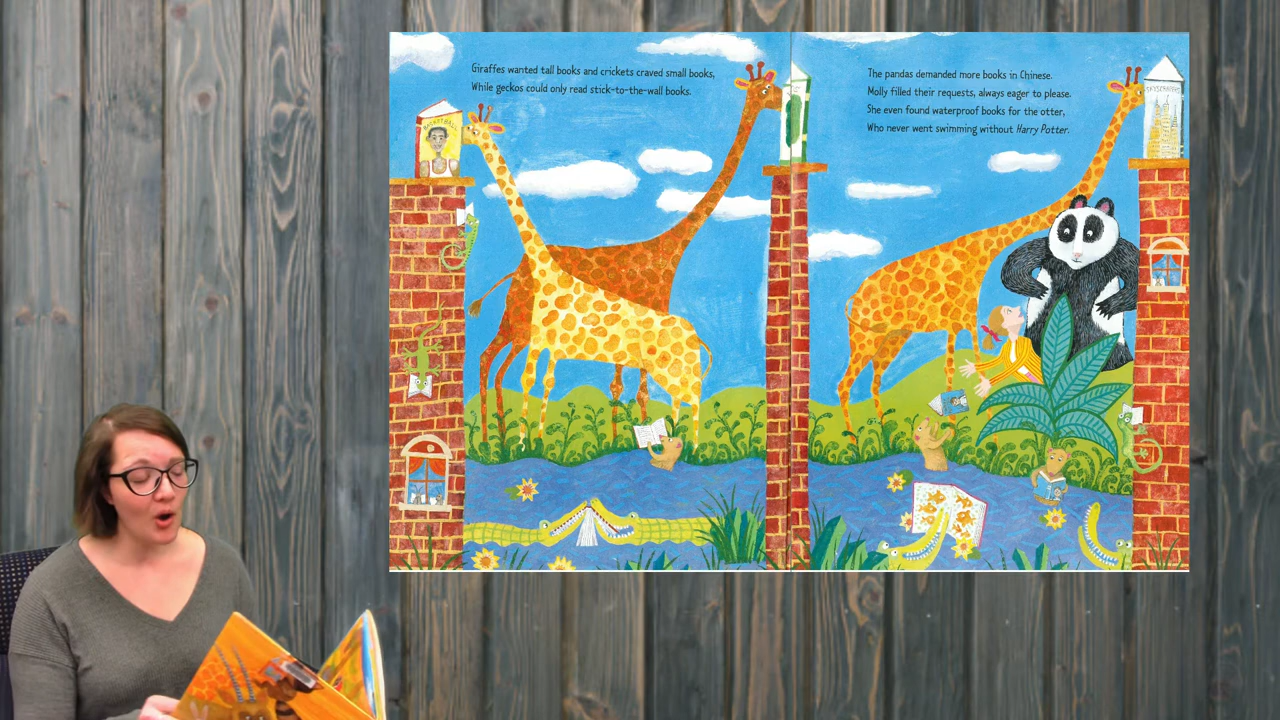 Giraffes wanted tall books and crickets craved small books,
While geckos could only read stick-to-the-wall books.
BASKETBALL
The pandas demanded more books in Chinese.
Molly filled their requests, always eager to please.
She even found waterproof books for the otter,
Who never went swimming without Harry Potter.
SKYSCRAPERS